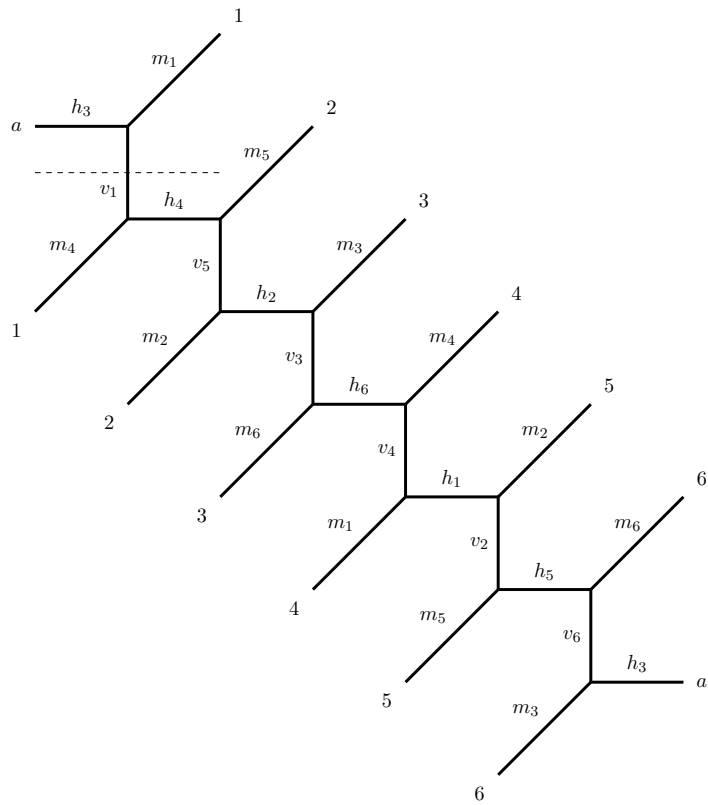 1
m₁
h₃
a
2
m₅
v₁
h₄
3
m₄
m₃
v₅
h₂
4
1
m₂
m₄
v₃
h₆
5
2
m₆
m₂
v₄
h₁
6
3
m₁
m₆
v₂
h₅
4
m₅
v₆
h₃
a
5
m₃
6